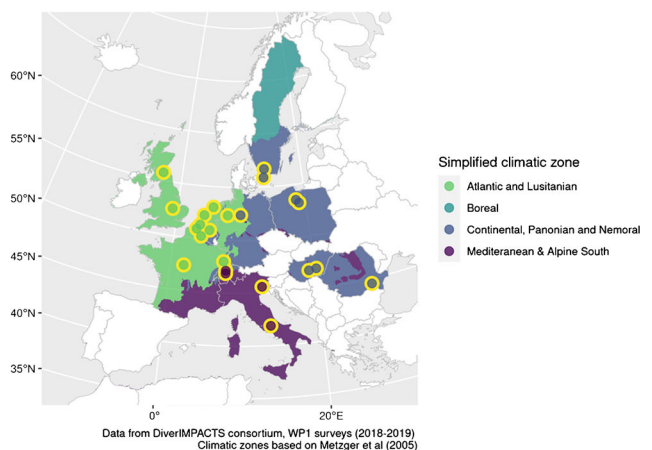 60°N
55°N
50°N
45°N
40°N
35°N
0°
20°E
Simplified climatic zone
Atlantic and Lusitanian
Boreal
Continental, Panonian and Nemoral
Mediteranean & Alpine South
Data from DiverIMPACTS consortium, WP1 surveys (2018-2019)
Climatic zones based on Metzger et al (2005)